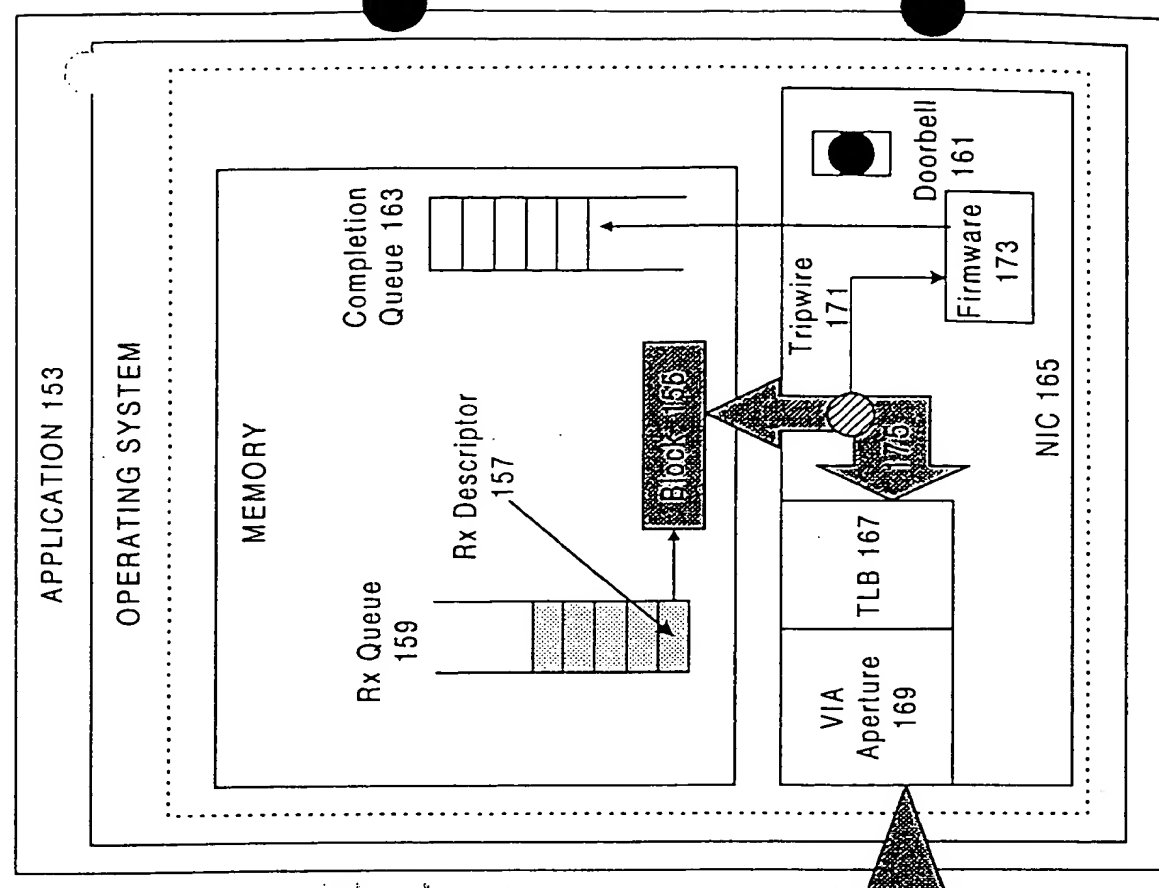 APPLICATION 153
OPERATING SYSTEM
MEMORY
Rx Queue
159
Rx Descriptor
157
Completion
Queue 163
Block 155
VIA
Aperture
169
TLB 167
175
Tripwire
171
Firmware
173
Doorbell
161
NIC 165